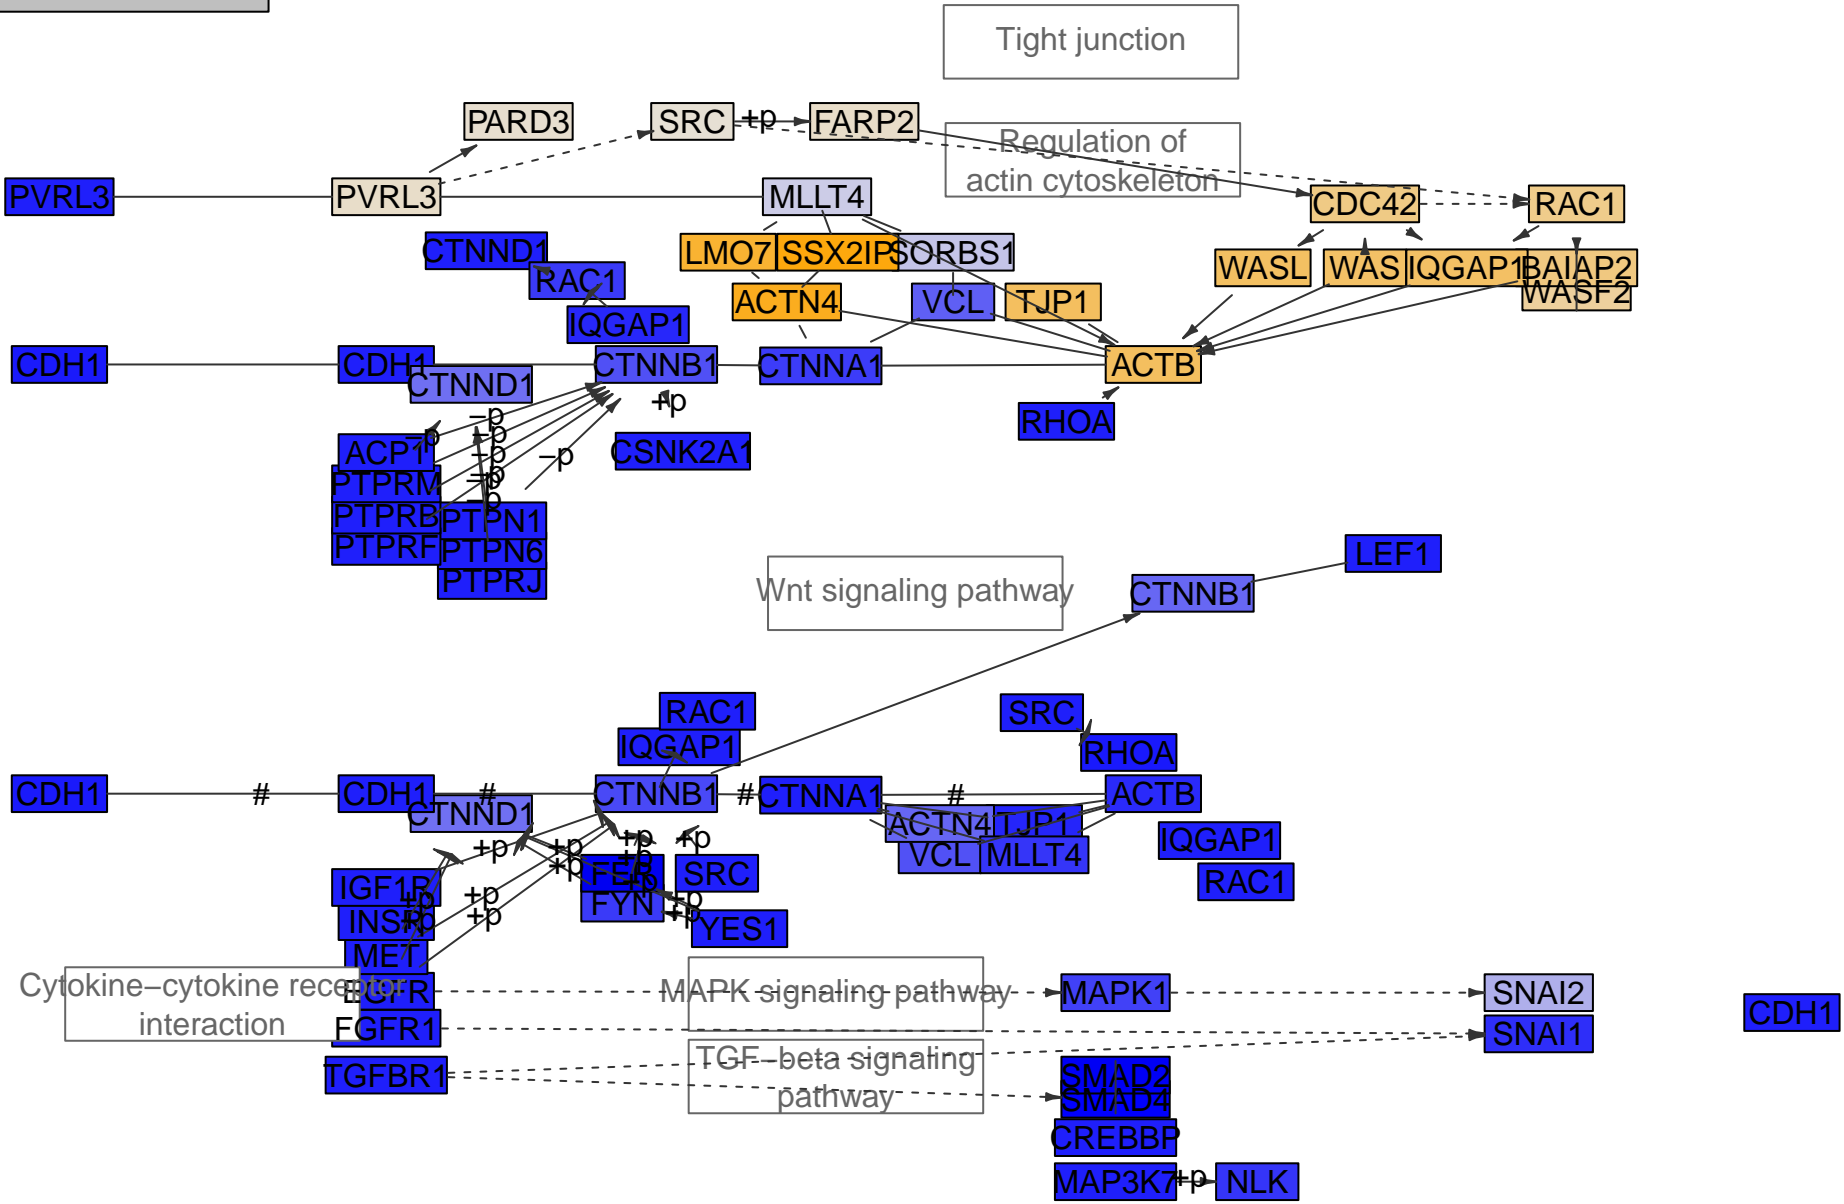 Tight junction
PARD3
SRC
+p
FARP2
Regulation of
actin cytoskeleton
PVRL3
PVRL3
MLLT4
CDC42
RAC1
CTNND1
RAC1
IQGAP1
LMO7
SSX2IP
SORBS1
ACTN4
VCL
TJP1
WASL
WAS
IQGAP1
BAIAP2
WASF2
CDH1
CDH1
CTNND1
CTNNB1
CTNNA1
ACTB
+p
RHOA
CSNK2A1
−p
−p
−p
−p
−p
−p
−p
−p
ACP1
PTPRM
PTPRB
PTPRF
PTPN1
PTPN6
PTPRJ
LEF1
Wnt signaling pathway
CTNNB1
RAC1
IQGAP1
SRC
RHOA
CDH1
#
CDH1
#
CTNND1
CTNNB1
#
CTNNA1
#
ACTB
ACTN4
TJP1
VCL
MLLT4
IQGAP1
RAC1
+p
+p
+p
+p
+p
+p
+p
FER
SRC
FYN
+p
+p
YES1
IGF1R
INSR
MET
+p
+p
+p
+p
EGFR
FGFR1
TGFBR1
Cytokine−cytokine receptor
interaction
MAPK signaling pathway
MAPK1
SNAI2
SNAI1
CDH1
TGF−beta signaling
pathway
SMAD2
SMAD4
CREBBP
MAP3K7
+p
NLK